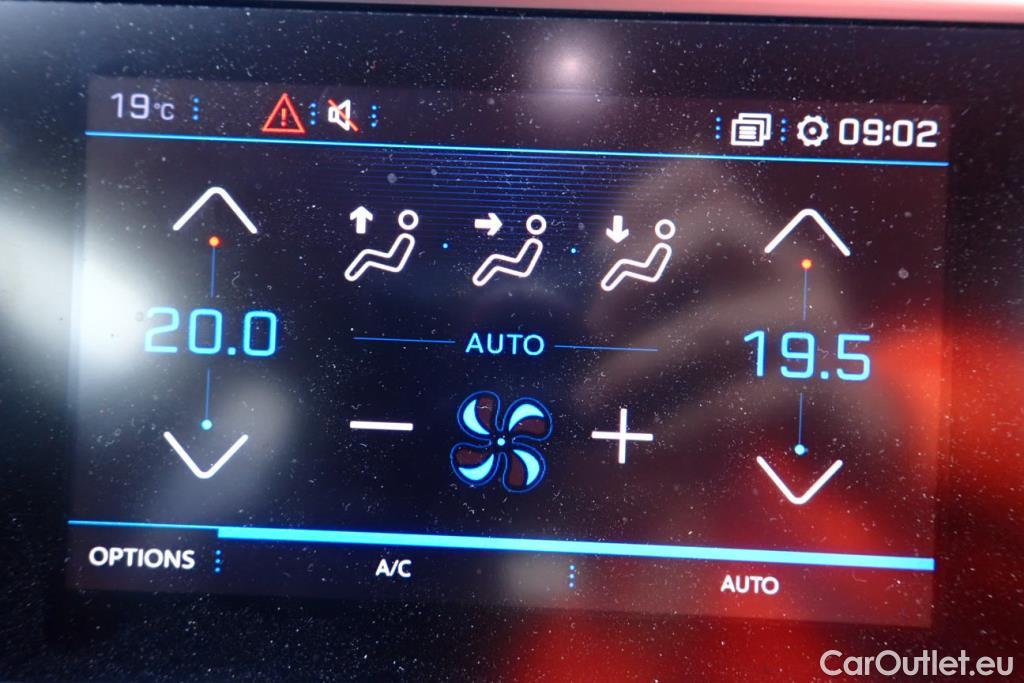 19°C 09:02
20.0 19.5
AUTO
OPTIONS A/C AUTO
CarOutlet.eu